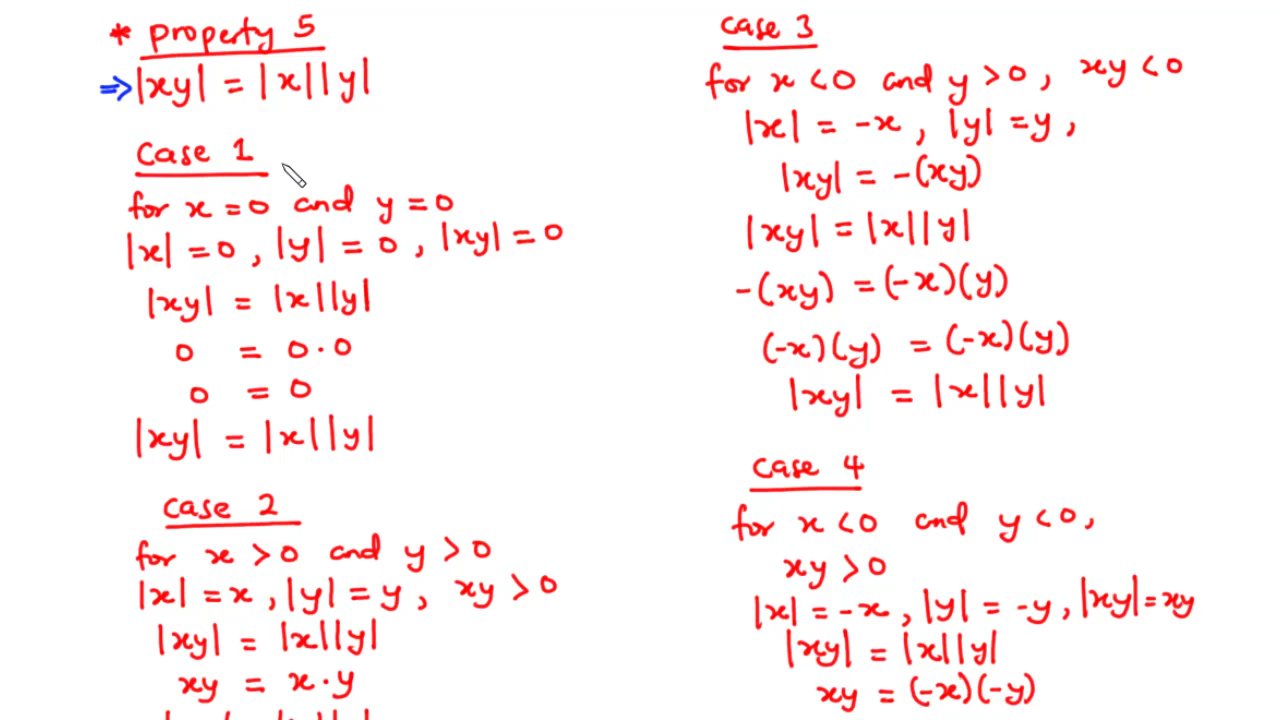 * Property 5
⇒ |xy| = |x||y|
Case 1
for x = 0 and y = 0
|x| = 0, |y| = 0, |xy| = 0
|xy| = |x||y|
0 = 0·0
0 = 0
|xy| = |x||y|
Case 2
for x > 0 and y > 0
|x| = x, |y| = y, xy > 0
|xy| = |x||y|
xy = x·y
Case 3
for x < 0 and y > 0, xy < 0
|x| = -x, |y| = y,
|xy| = -(xy)
|xy| = |x||y|
-(xy) = (-x)(y)
(-x)(y) = (-x)(y)
|xy| = |x||y|
Case 4
for x < 0 and y < 0,
xy > 0
|x| = -x, |y| = -y, |xy| = xy
|xy| = |x||y|
xy = (-x)(-y)